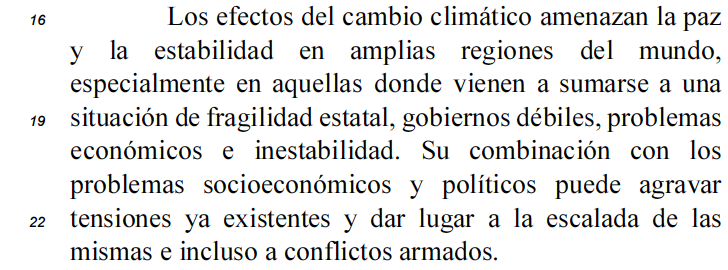 16 Los efectos del cambio climático amenazan la paz
y la estabilidad en amplias regiones del mundo,
especialmente en aquellas donde vienen a sumarse a una
19 situación de fragilidad estatal, gobiernos débiles, problemas
económicos e inestabilidad. Su combinación con los
problemas socioeconómicos y políticos puede agravar
22 tensiones ya existentes y dar lugar a la escalada de las
mismas e incluso a conflictos armados.